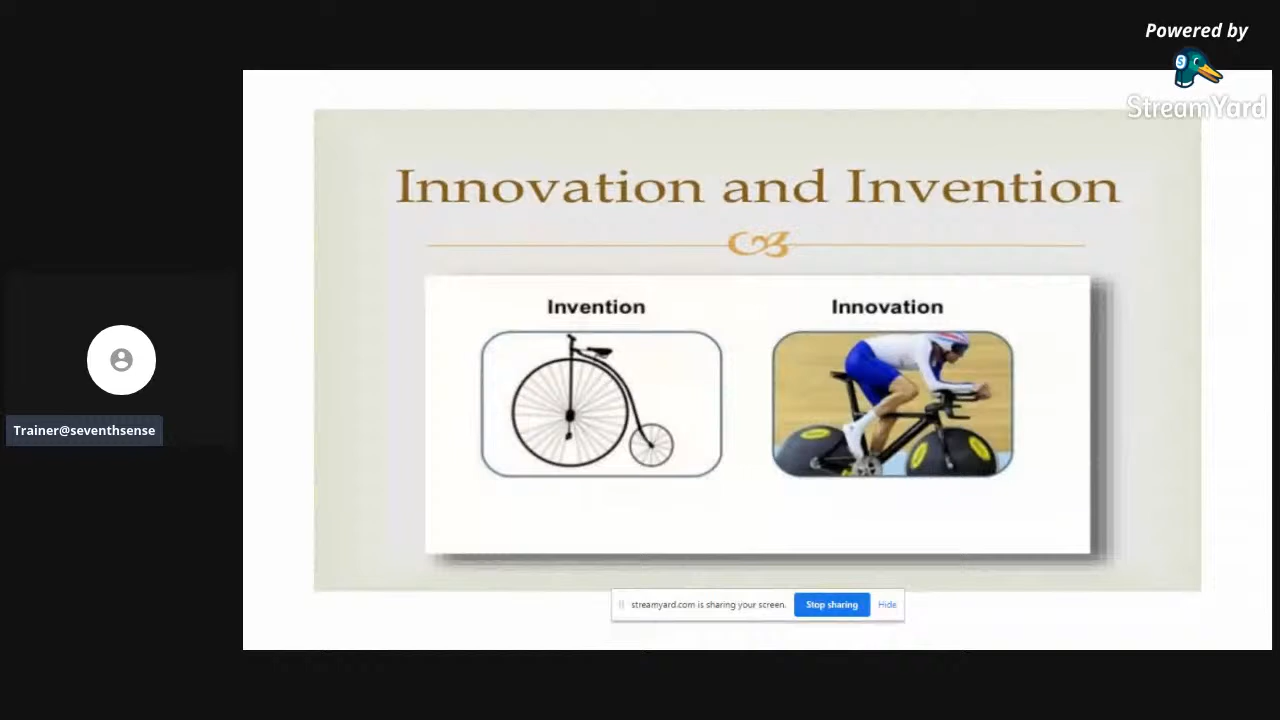 Powered by
StreamYard
Innovation and Invention
Invention
Innovation
Trainer@seventhsense
streamyard.com is sharing your screen.
Stop sharing
Hide